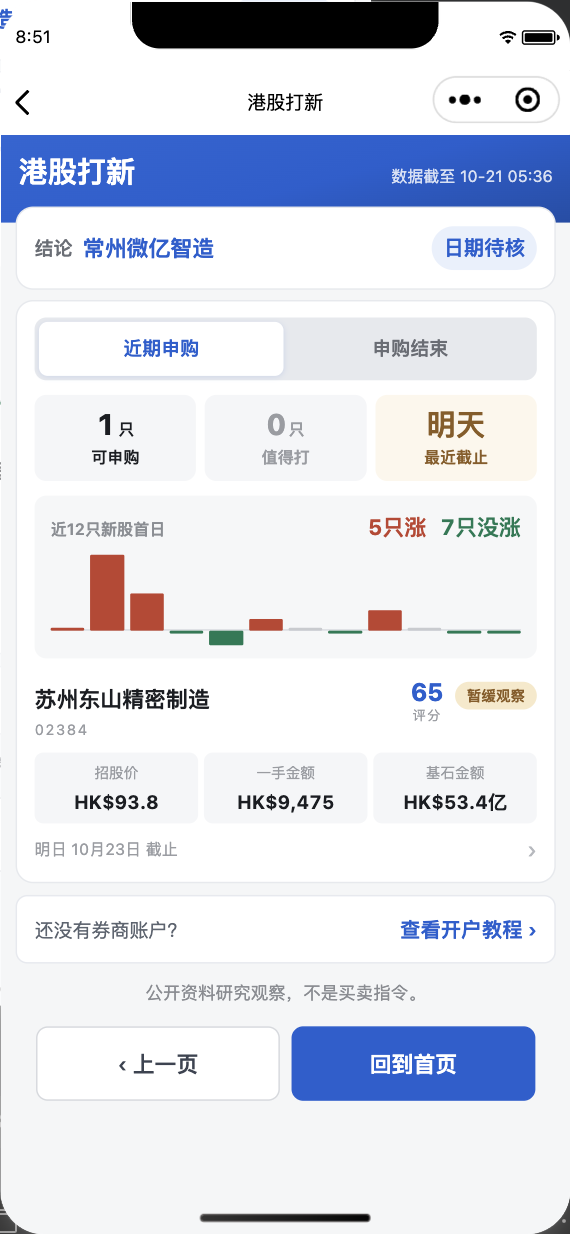 造
8:51
港股打新
港股打新
数据截至 10-21 05:36
结论 常州微亿智造
日期待核
近期申购
申购结束
1 只
可申购
0 只
值得打
明天
最近截止
近12只新股首日
5只涨 7只没涨
苏州东山精密制造
02384
65
评分
暂缓观察
招股价
HK$93.8
一手金额
HK$9,475
基石金额
HK$53.4亿
明日 10月23日 截止
›
还没有券商账户?
查看开户教程 ›
公开资料研究观察，不是买卖指令。
‹ 上一页
回到首页